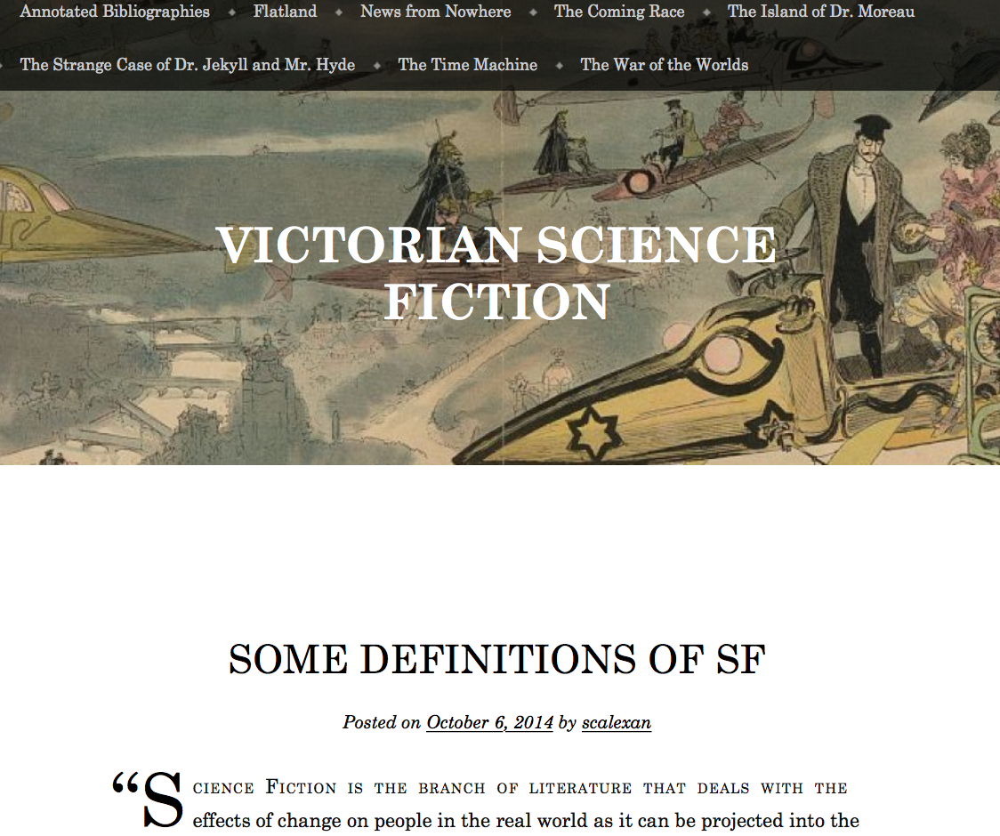 Annotated Bibliographies ◆ Flatland ◆ News from Nowhere ◆ The Coming Race ◆ The Island of Dr. Moreau
◆ The Strange Case of Dr. Jekyll and Mr. Hyde ◆ The Time Machine ◆ The War of the Worlds
VICTORIAN SCIENCE
FICTION
SOME DEFINITIONS OF SF
Posted on October 6, 2014 by scalexan
“Science Fiction is the branch of literature that deals with the
effects of change on people in the real world as it can be projected into the